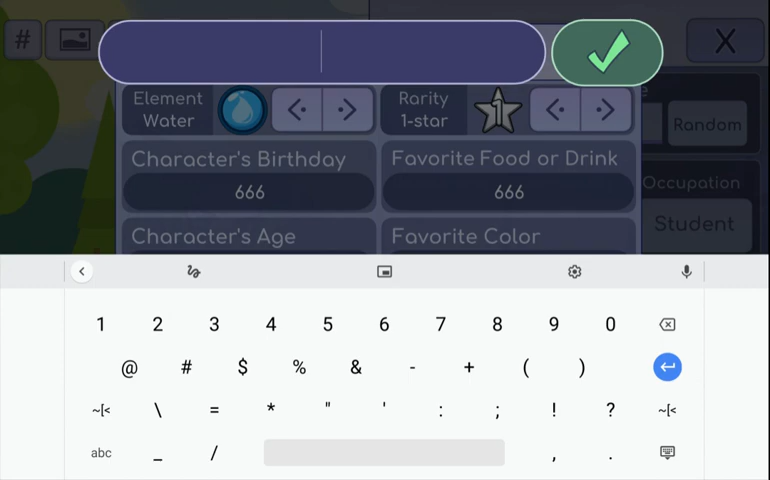 #
X
Element
Water
Rarity
1-star
1
e
Random
Character's Birthday
Favorite Food or Drink
666
666
Occupation
Student
Character's Age
Favorite Color
1 2 3 4 5 6 7 8 9 0
@ # $ % & - + ( )
~[< \ = * " ' : ; ! ? ~[<
abc _ / , .